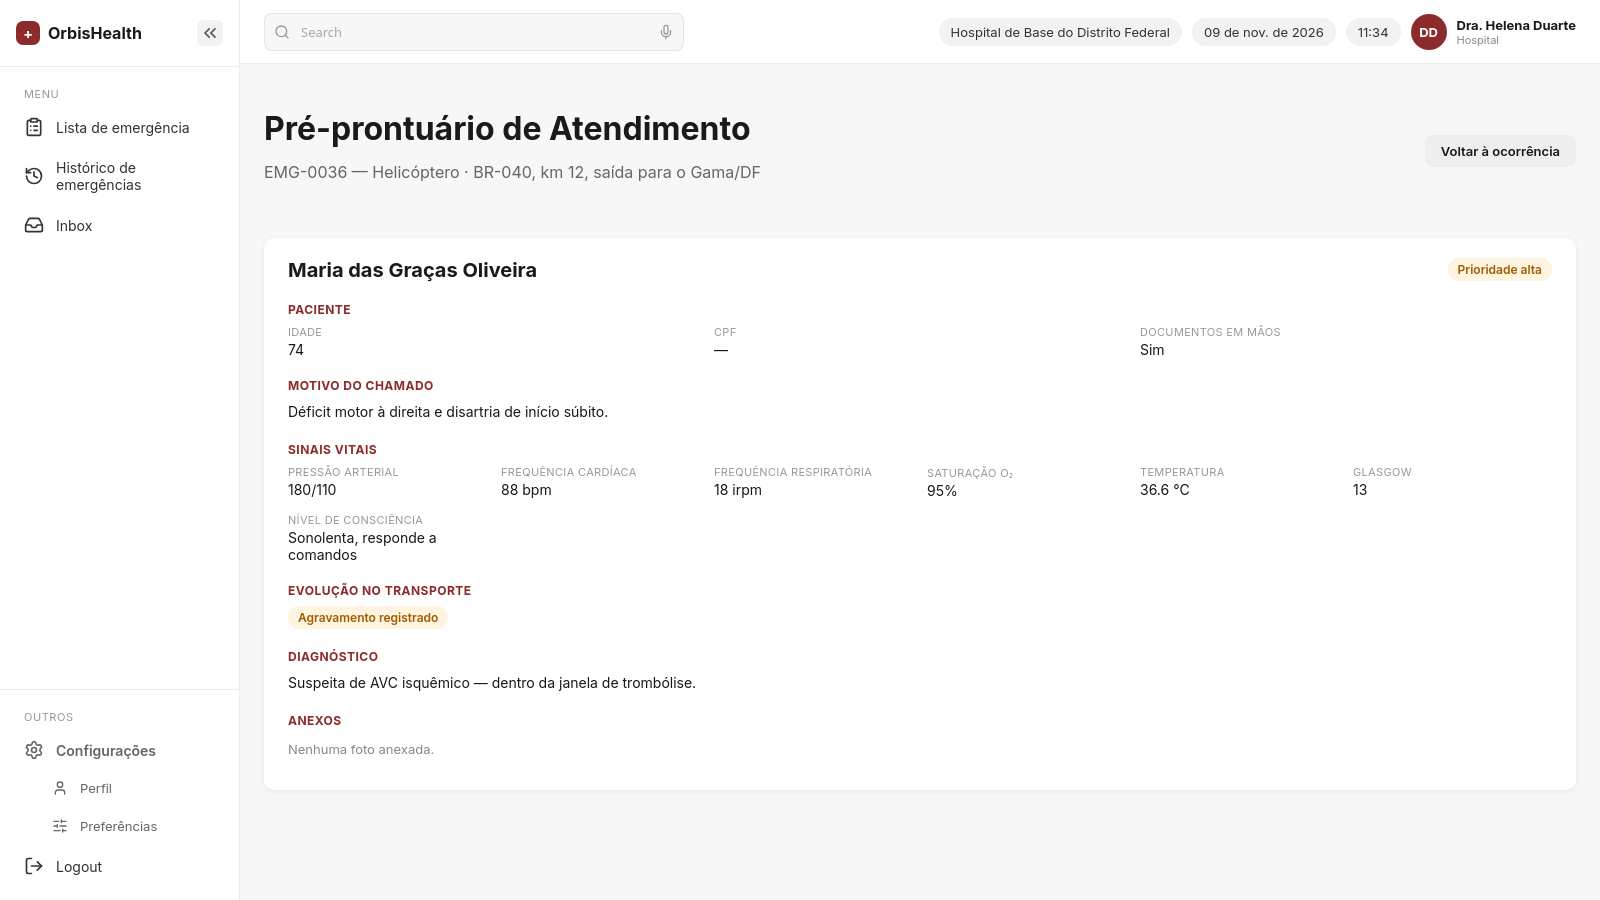 + OrbisHealth
Search
Hospital de Base do Distrito Federal
09 de nov. de 2026
11:34
DD
Dra. Helena Duarte
Hospital
MENU
Lista de emergência
Histórico de
emergências
Inbox
Pré-prontuário de Atendimento
EMG-0036 — Helicóptero · BR-040, km 12, saída para o Gama/DF
Voltar à ocorrência
Maria das Graças Oliveira
Prioridade alta
PACIENTE
IDADE
74
CPF
—
DOCUMENTOS EM MÃOS
Sim
MOTIVO DO CHAMADO
Déficit motor à direita e disartria de início súbito.
SINAIS VITAIS
PRESSÃO ARTERIAL
180/110
FREQUÊNCIA CARDÍACA
88 bpm
FREQUÊNCIA RESPIRATÓRIA
18 irpm
SATURAÇÃO O₂
95%
TEMPERATURA
36.6 °C
GLASGOW
13
NÍVEL DE CONSCIÊNCIA
Sonolenta, responde a
comandos
EVOLUÇÃO NO TRANSPORTE
Agravamento registrado
DIAGNÓSTICO
Suspeita de AVC isquêmico — dentro da janela de trombólise.
ANEXOS
Nenhuma foto anexada.
OUTROS
Configurações
Perfil
Preferências
Logout